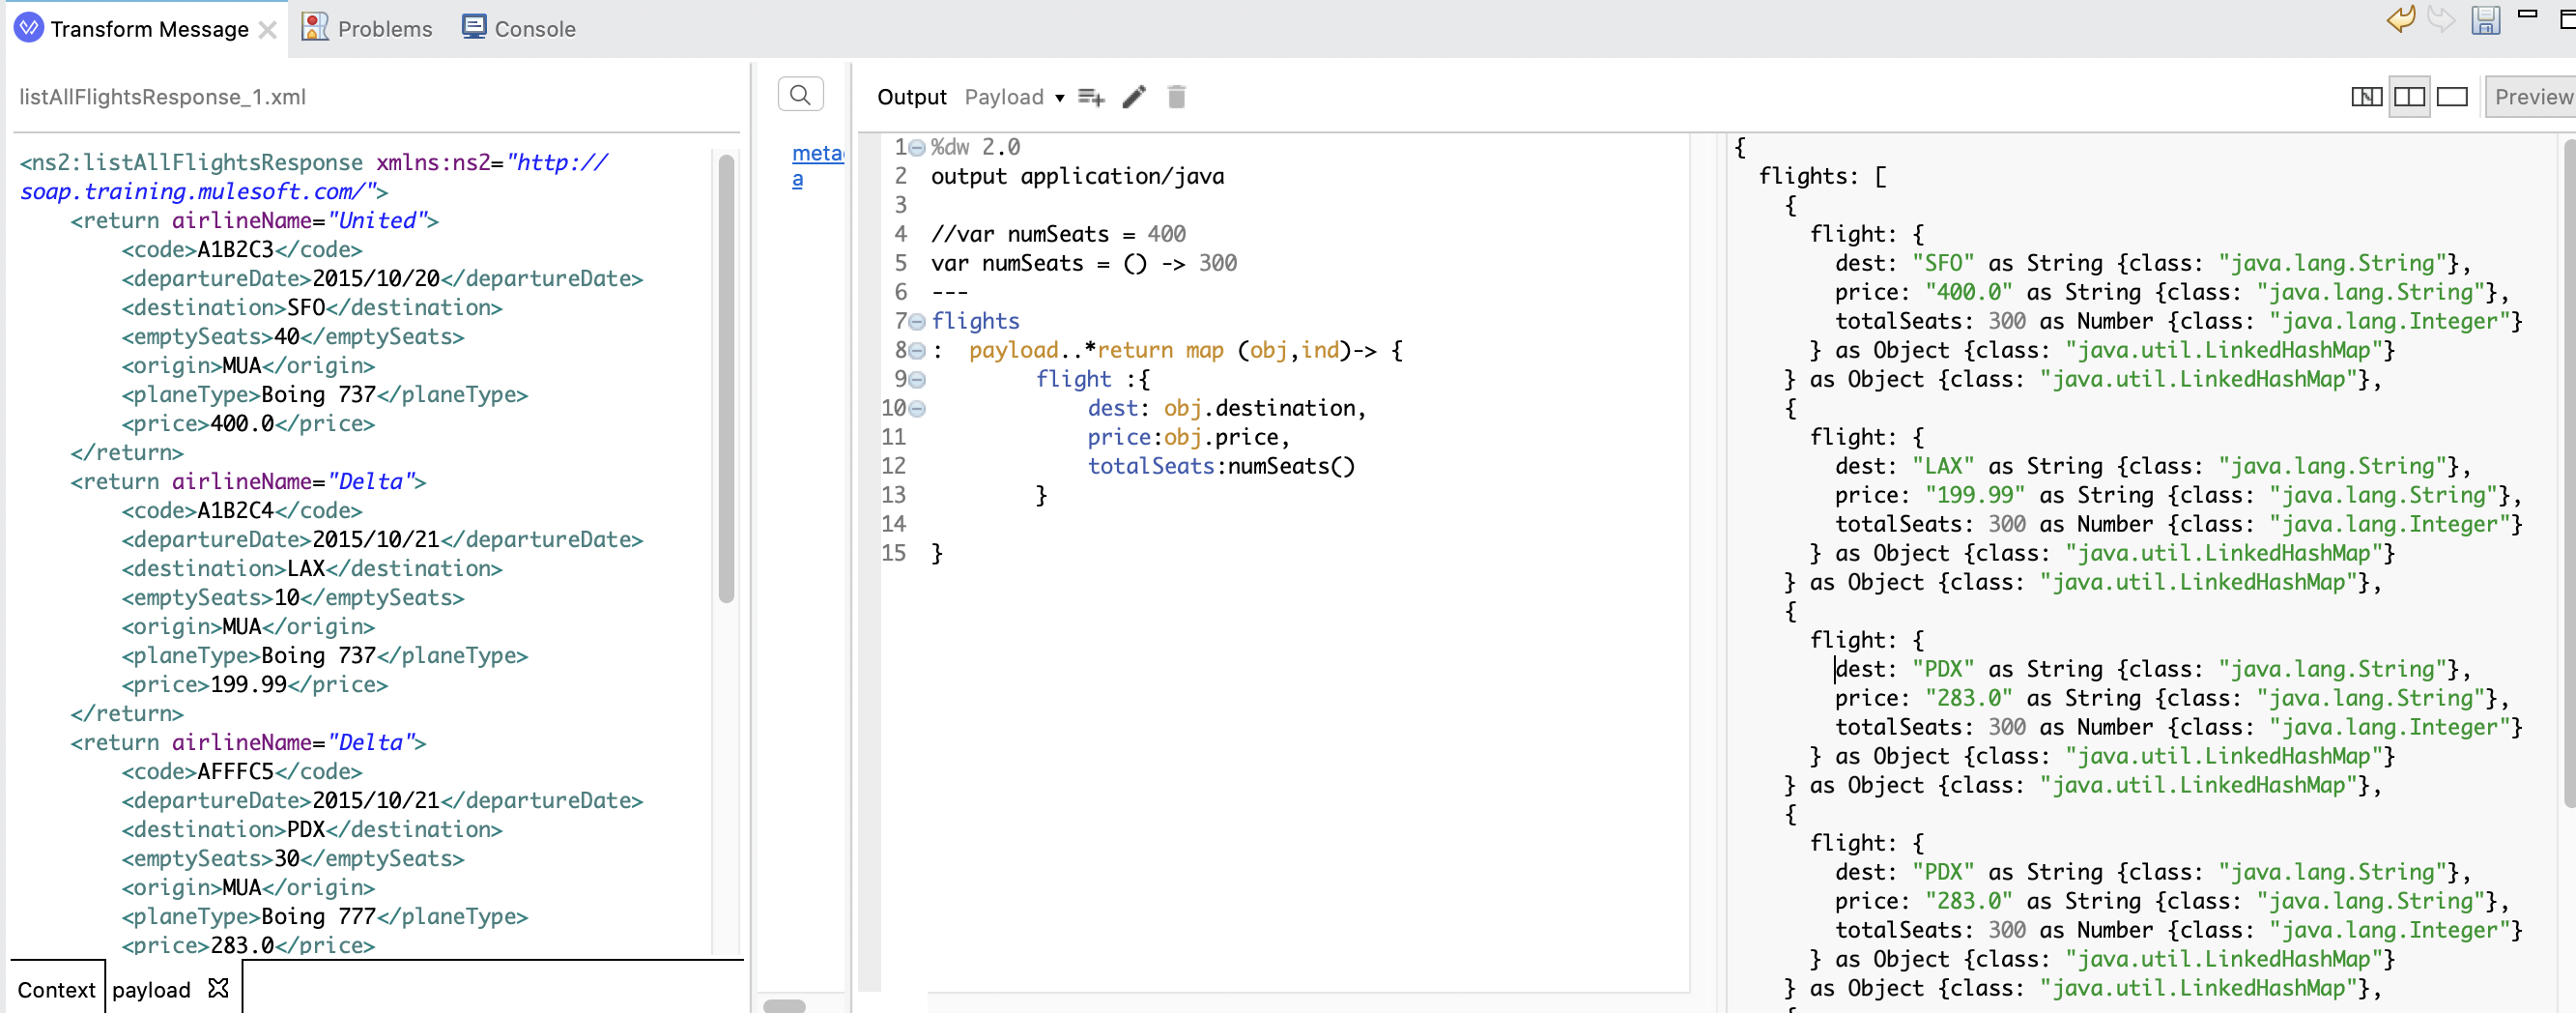 Transform Message
Problems
Console
listAllFlightsResponse_1.xml
<ns2:listAllFlightsResponse xmlns:ns2="http://
soap.training.mulesoft.com/">
<return airlineName="United">
<code>A1B2C3</code>
<departureDate>2015/10/20</departureDate>
<destination>SFO</destination>
<emptySeats>40</emptySeats>
<origin>MUA</origin>
<planeType>Boing 737</planeType>
<price>400.0</price>
</return>
<return airlineName="Delta">
<code>A1B2C4</code>
<departureDate>2015/10/21</departureDate>
<destination>LAX</destination>
<emptySeats>10</emptySeats>
<origin>MUA</origin>
<planeType>Boing 737</planeType>
<price>199.99</price>
</return>
<return airlineName="Delta">
<code>AFFFC5</code>
<departureDate>2015/10/21</departureDate>
<destination>PDX</destination>
<emptySeats>30</emptySeats>
<origin>MUA</origin>
<planeType>Boing 777</planeType>
<price>283.0</price>
Context
payload
metad
a
Output Payload
Preview
1 %dw 2.0
2 output application/java
3
4 //var numSeats = 400
5 var numSeats = () -> 300
6 ---
7 flights
8 :  payload..*return map (obj,ind)-> {
9 flight :{
10 dest: obj.destination,
11 price:obj.price,
12 totalSeats:numSeats()
13 }
14
15 }
{
flights: [
{
flight: {
dest: "SFO" as String {class: "java.lang.String"},
price: "400.0" as String {class: "java.lang.String"},
totalSeats: 300 as Number {class: "java.lang.Integer"}
} as Object {class: "java.util.LinkedHashMap"}
} as Object {class: "java.util.LinkedHashMap"},
{
flight: {
dest: "LAX" as String {class: "java.lang.String"},
price: "199.99" as String {class: "java.lang.String"},
totalSeats: 300 as Number {class: "java.lang.Integer"}
} as Object {class: "java.util.LinkedHashMap"}
} as Object {class: "java.util.LinkedHashMap"},
{
flight: {
dest: "PDX" as String {class: "java.lang.String"},
price: "283.0" as String {class: "java.lang.String"},
totalSeats: 300 as Number {class: "java.lang.Integer"}
} as Object {class: "java.util.LinkedHashMap"}
} as Object {class: "java.util.LinkedHashMap"},
{
flight: {
dest: "PDX" as String {class: "java.lang.String"},
price: "283.0" as String {class: "java.lang.String"},
totalSeats: 300 as Number {class: "java.lang.Integer"}
} as Object {class: "java.util.LinkedHashMap"}
} as Object {class: "java.util.LinkedHashMap"},